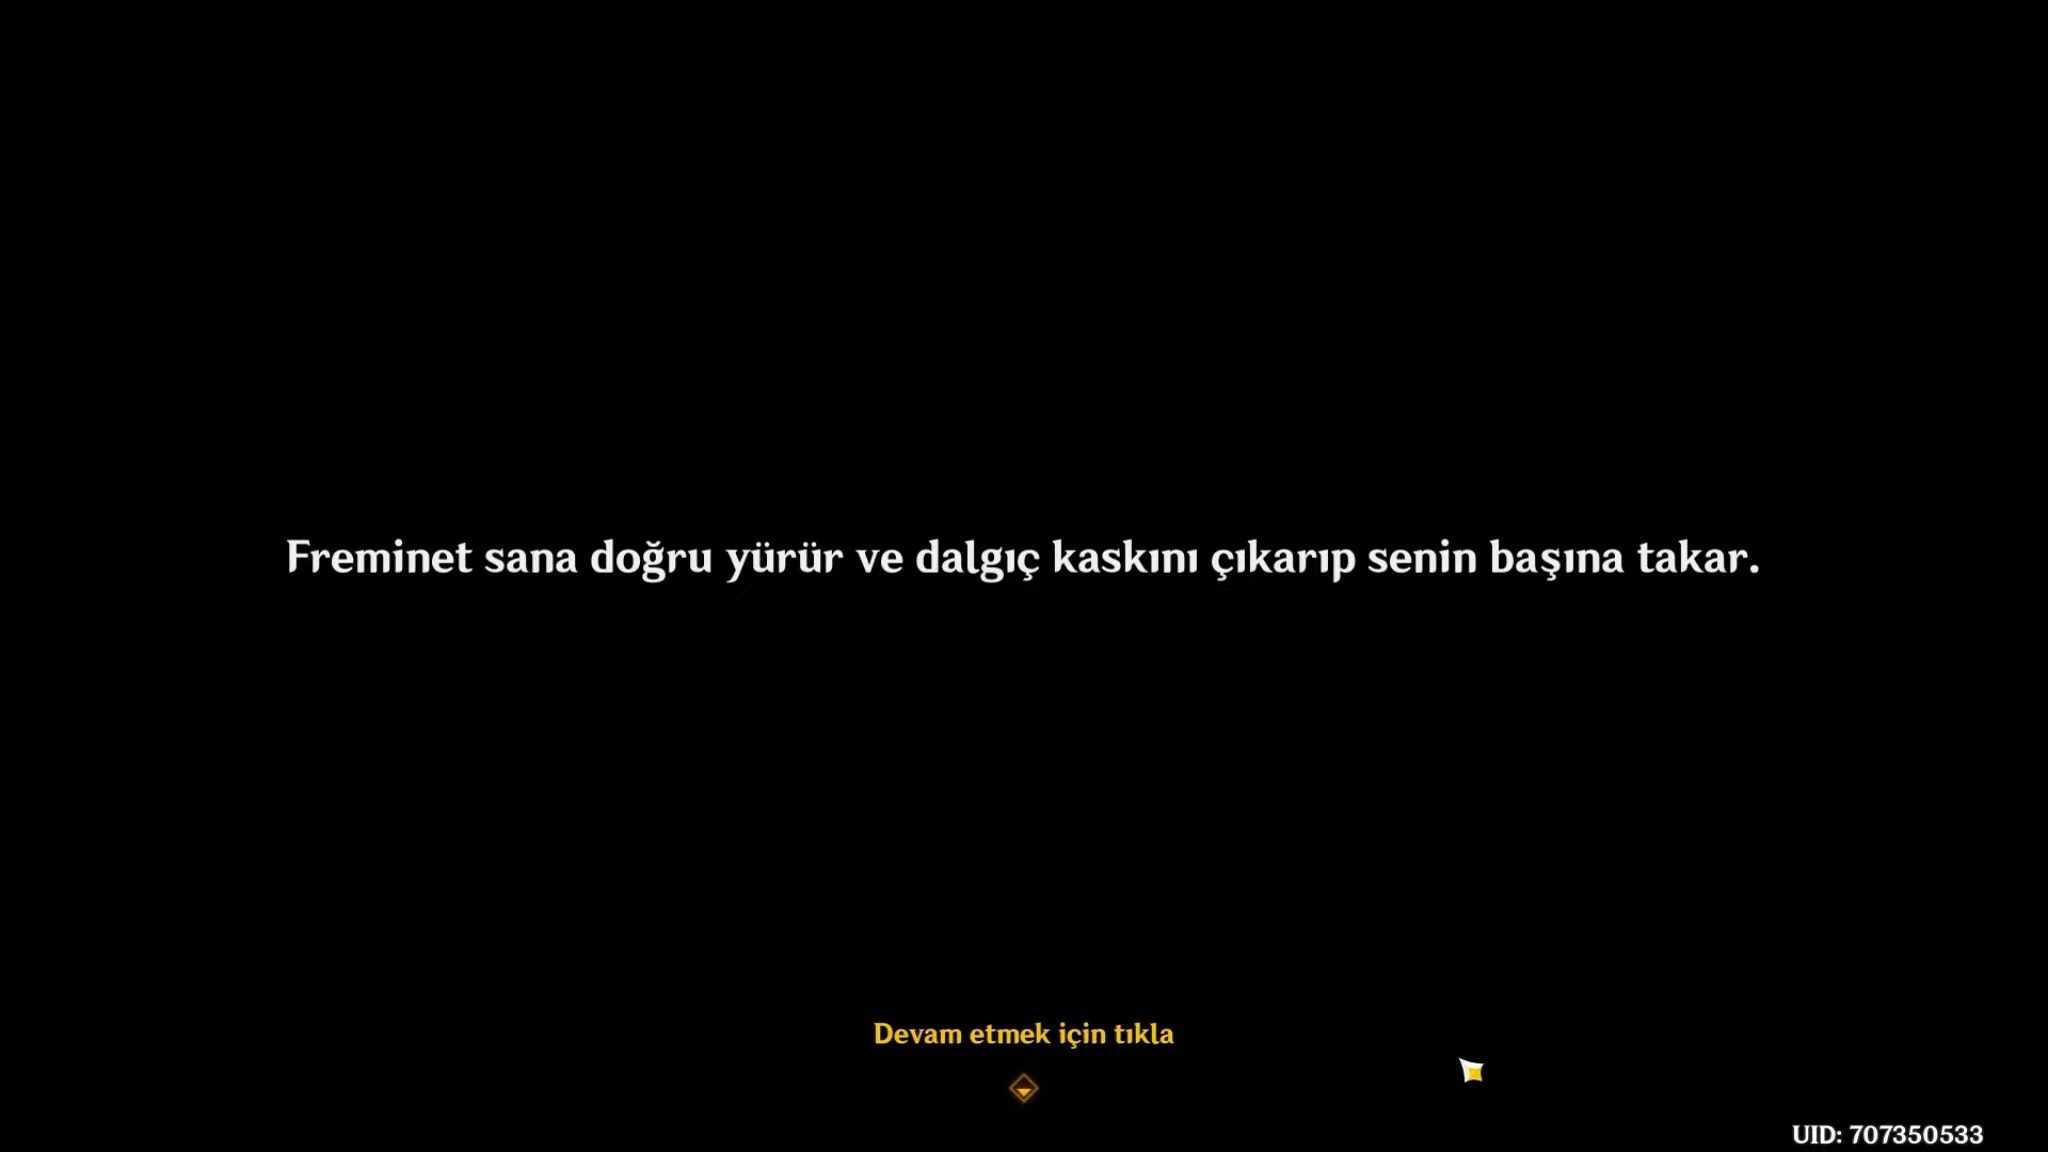 Freminet sana doğru yürür ve dalgıç kaskını çıkarıp senin başına takar.
Devam etmek için tıkla
UID: 707350533